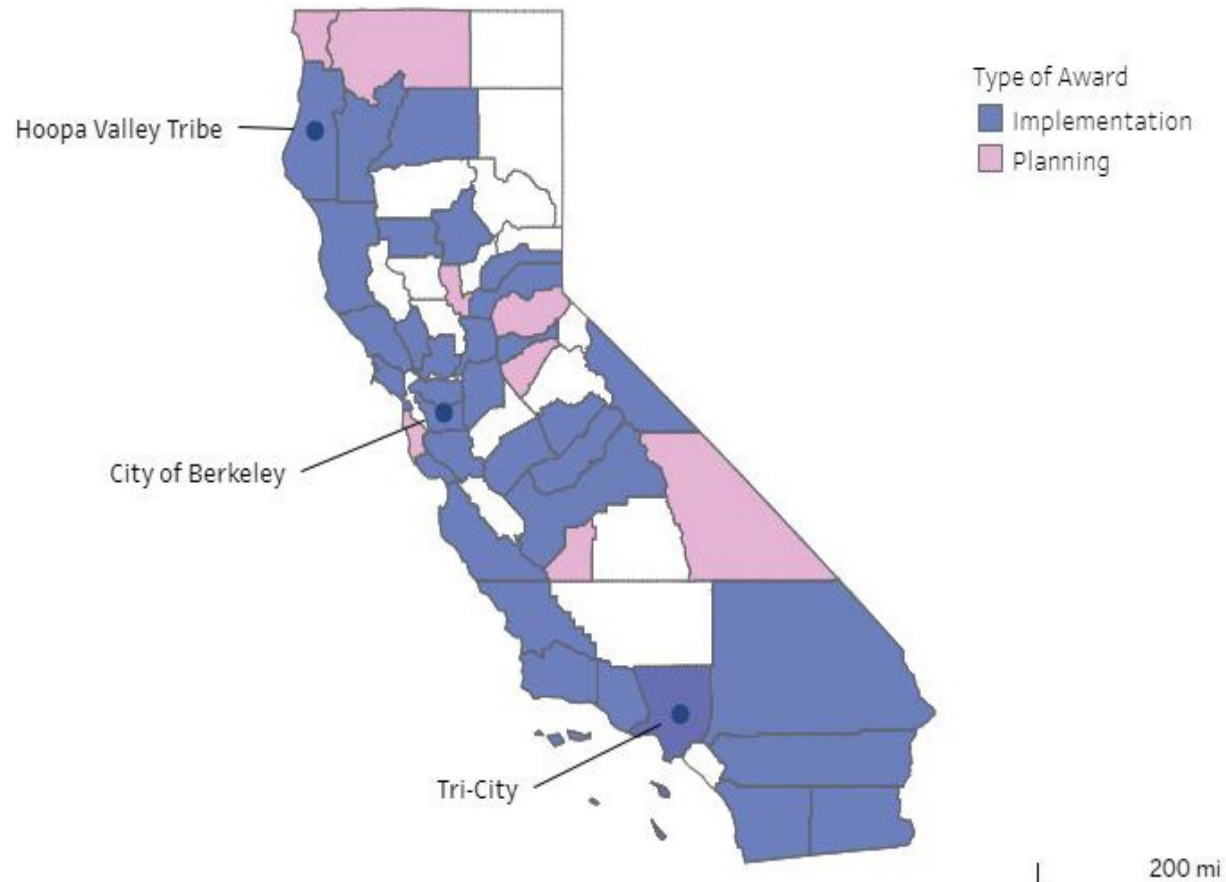 Type of Award
Implementation
Planning
Hoopa Valley Tribe
City of Berkeley
Tri-City
200 mi